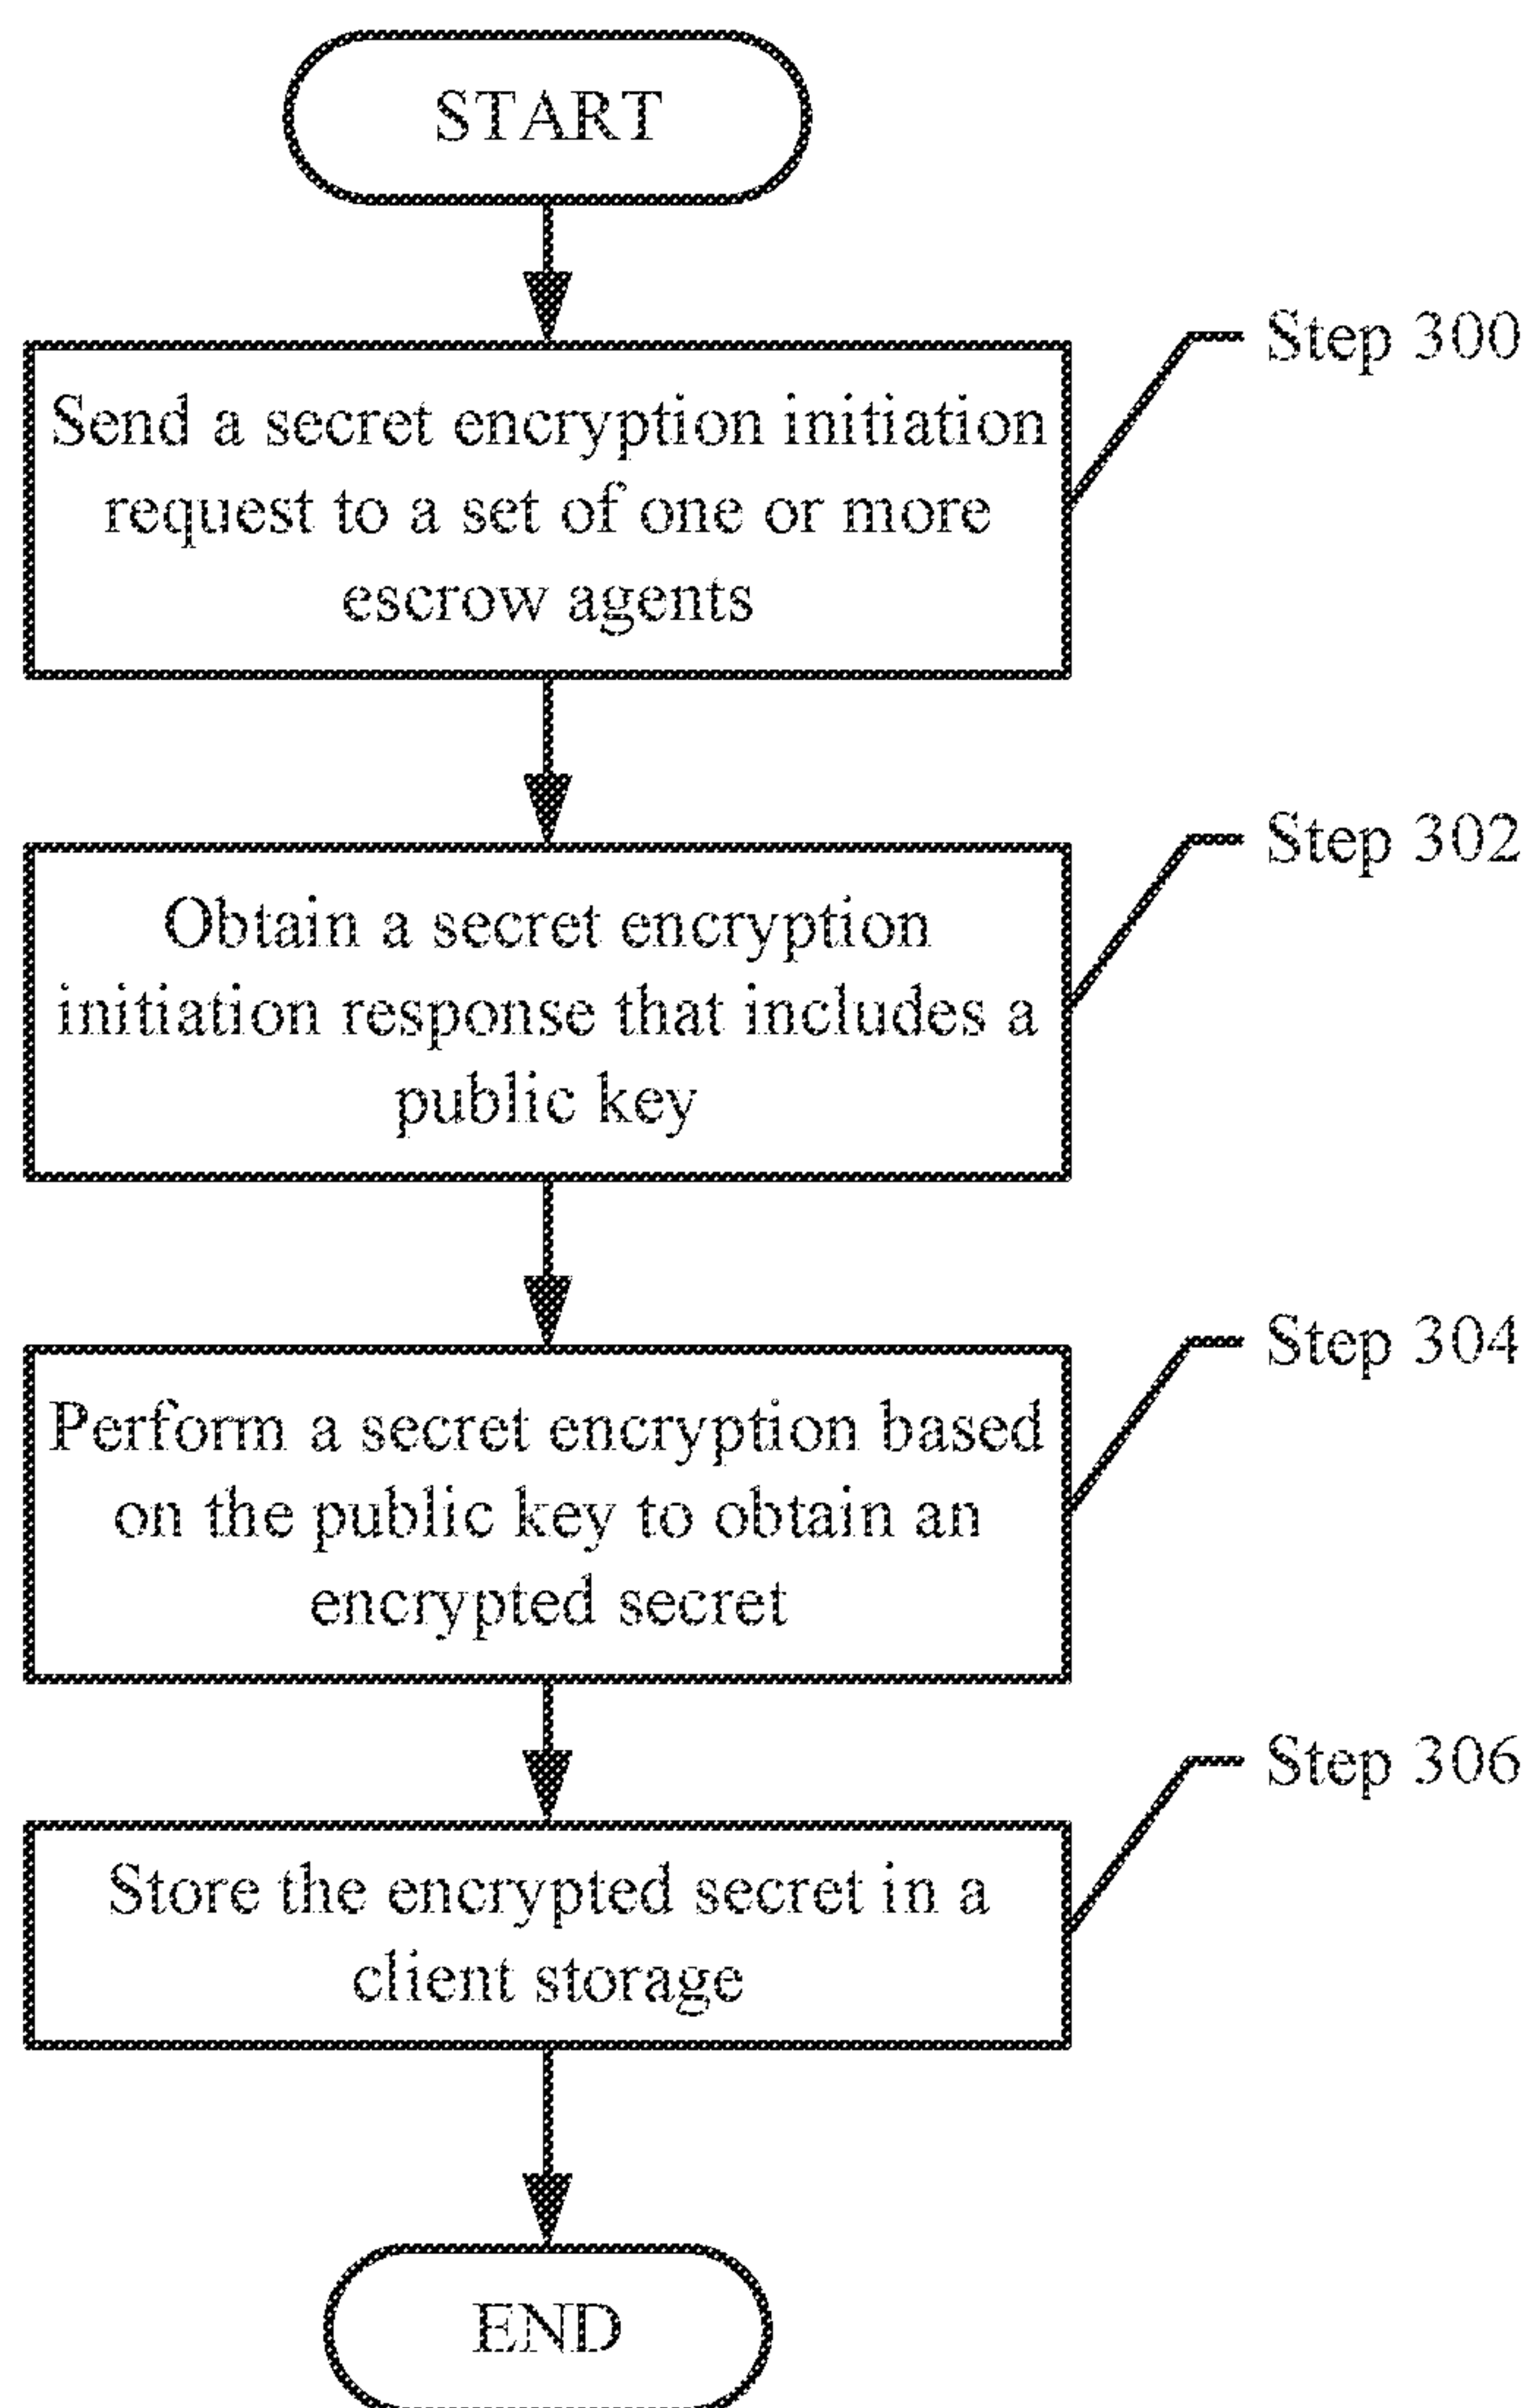 START
Step 300
Send a secret encryption initiation
request to a set of one or more
escrow agents
Step 302
Obtain a secret encryption
initiation response that includes a
public key
Step 304
Perform a secret encryption based
on the public key to obtain an
encrypted secret
Step 306
Store the encrypted secret in a
client storage
END